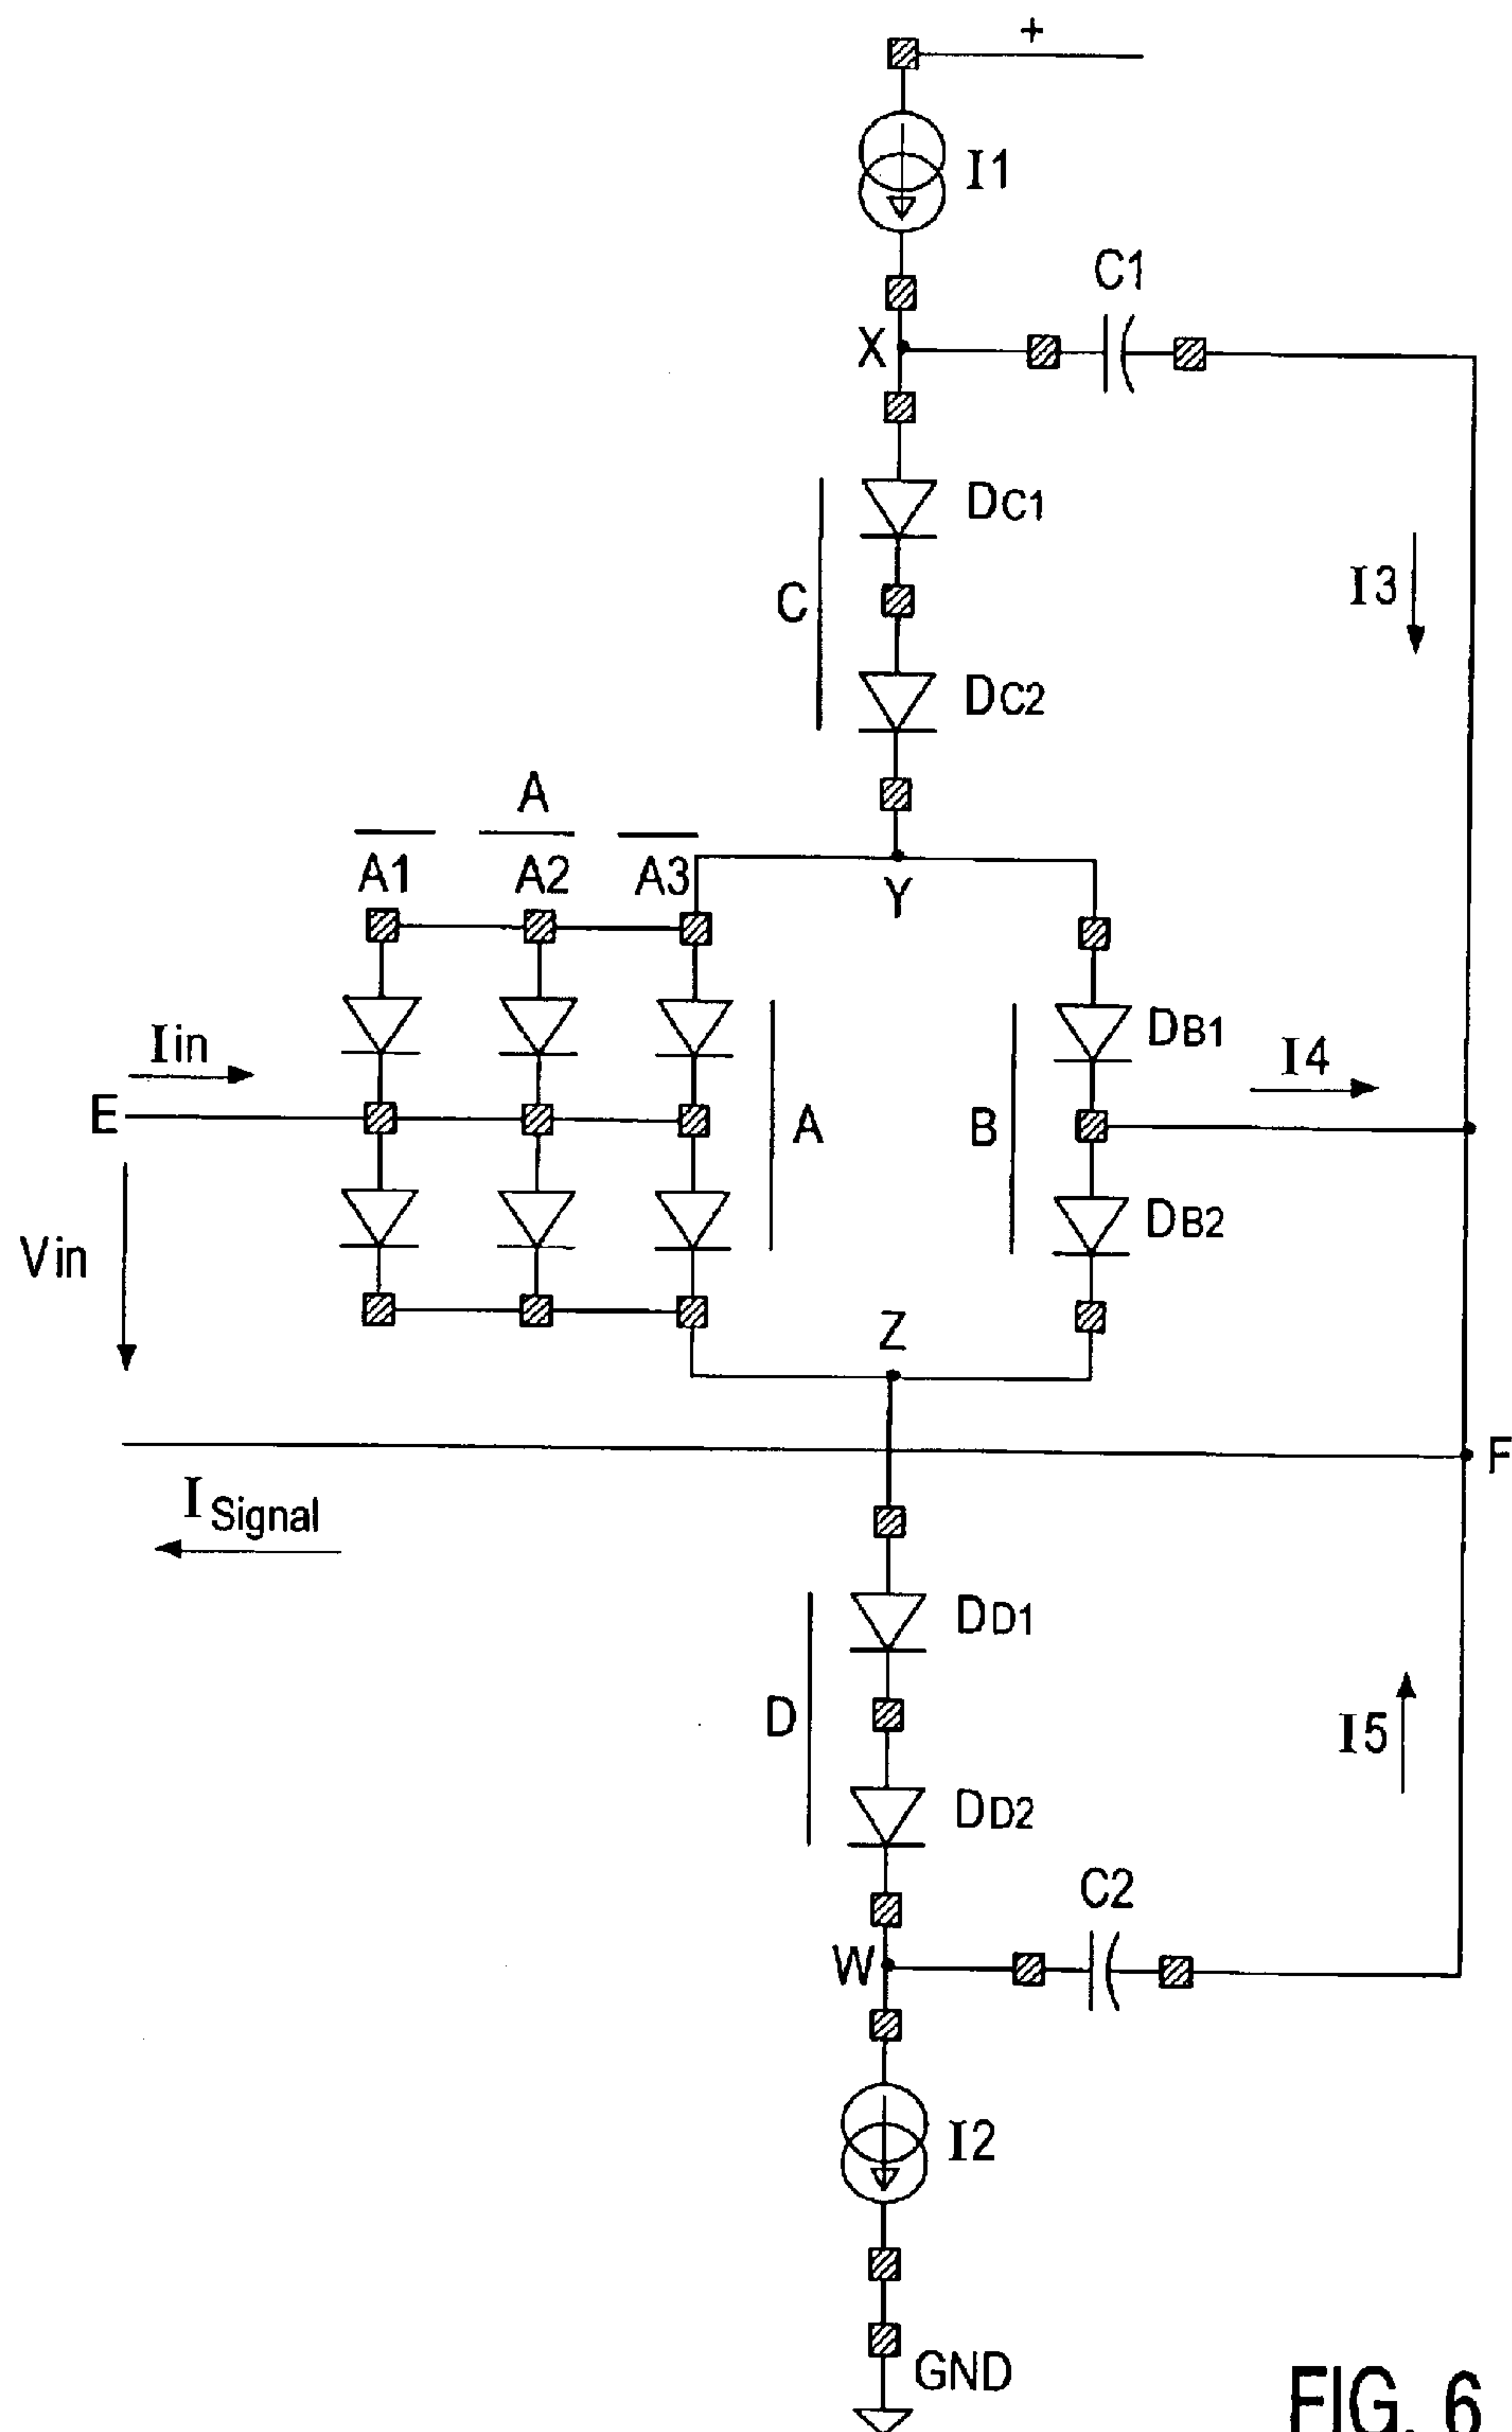 +
I1
C1
X
DC1
C
I3
DC2
A
A1 A2 A3
Y
Iin
DB1
I4
E
A
B
Vin
DB2
Z
F
I Signal
DD1
D
I5
DD2
C2
W
I2
GND
FIG. 6